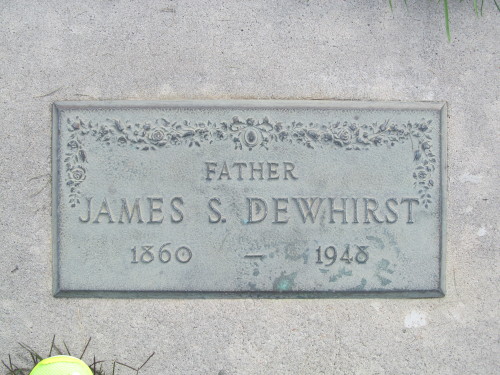 FATHER
JAMES S. DEWHIRST
1860 — 1948